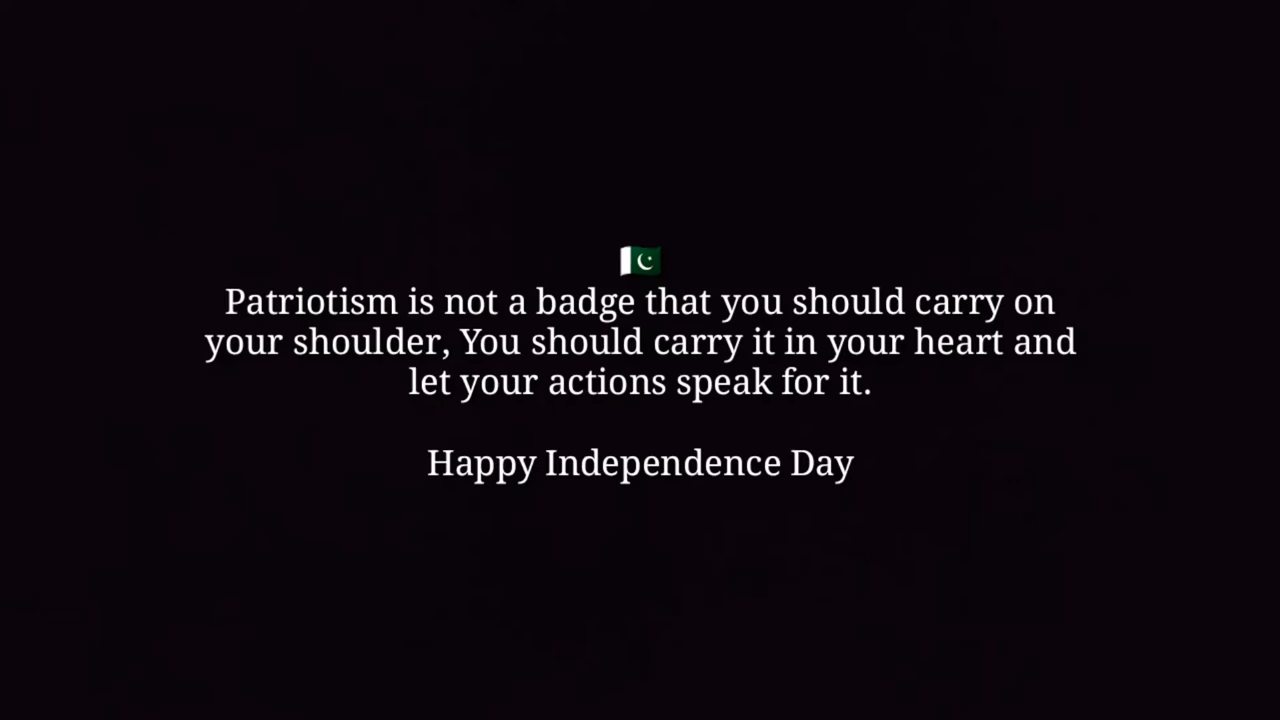 🇵🇰
Patriotism is not a badge that you should carry on
your shoulder, You should carry it in your heart and
let your actions speak for it.
Happy Independence Day